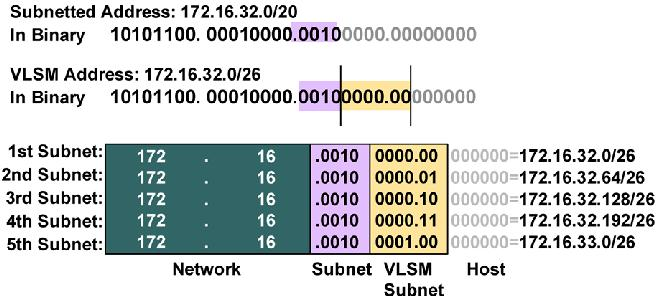 Subnetted Address: 172.16.32.0/20
In Binary 10101100. 00010000.00100000.00000000
VLSM Address: 172.16.32.0/26
In Binary 10101100. 00010000.00100000.00000000
1st Subnet: 172 . 16 .0010 0000.00 000000=172.16.32.0/26
2nd Subnet: 172 . 16 .0010 0000.01 000000=172.16.32.64/26
3rd Subnet: 172 . 16 .0010 0000.10 000000=172.16.32.128/26
4th Subnet: 172 . 16 .0010 0000.11 000000=172.16.32.192/26
5th Subnet: 172 . 16 .0010 0001.00 000000=172.16.33.0/26
Network Subnet VLSM Host
Subnet